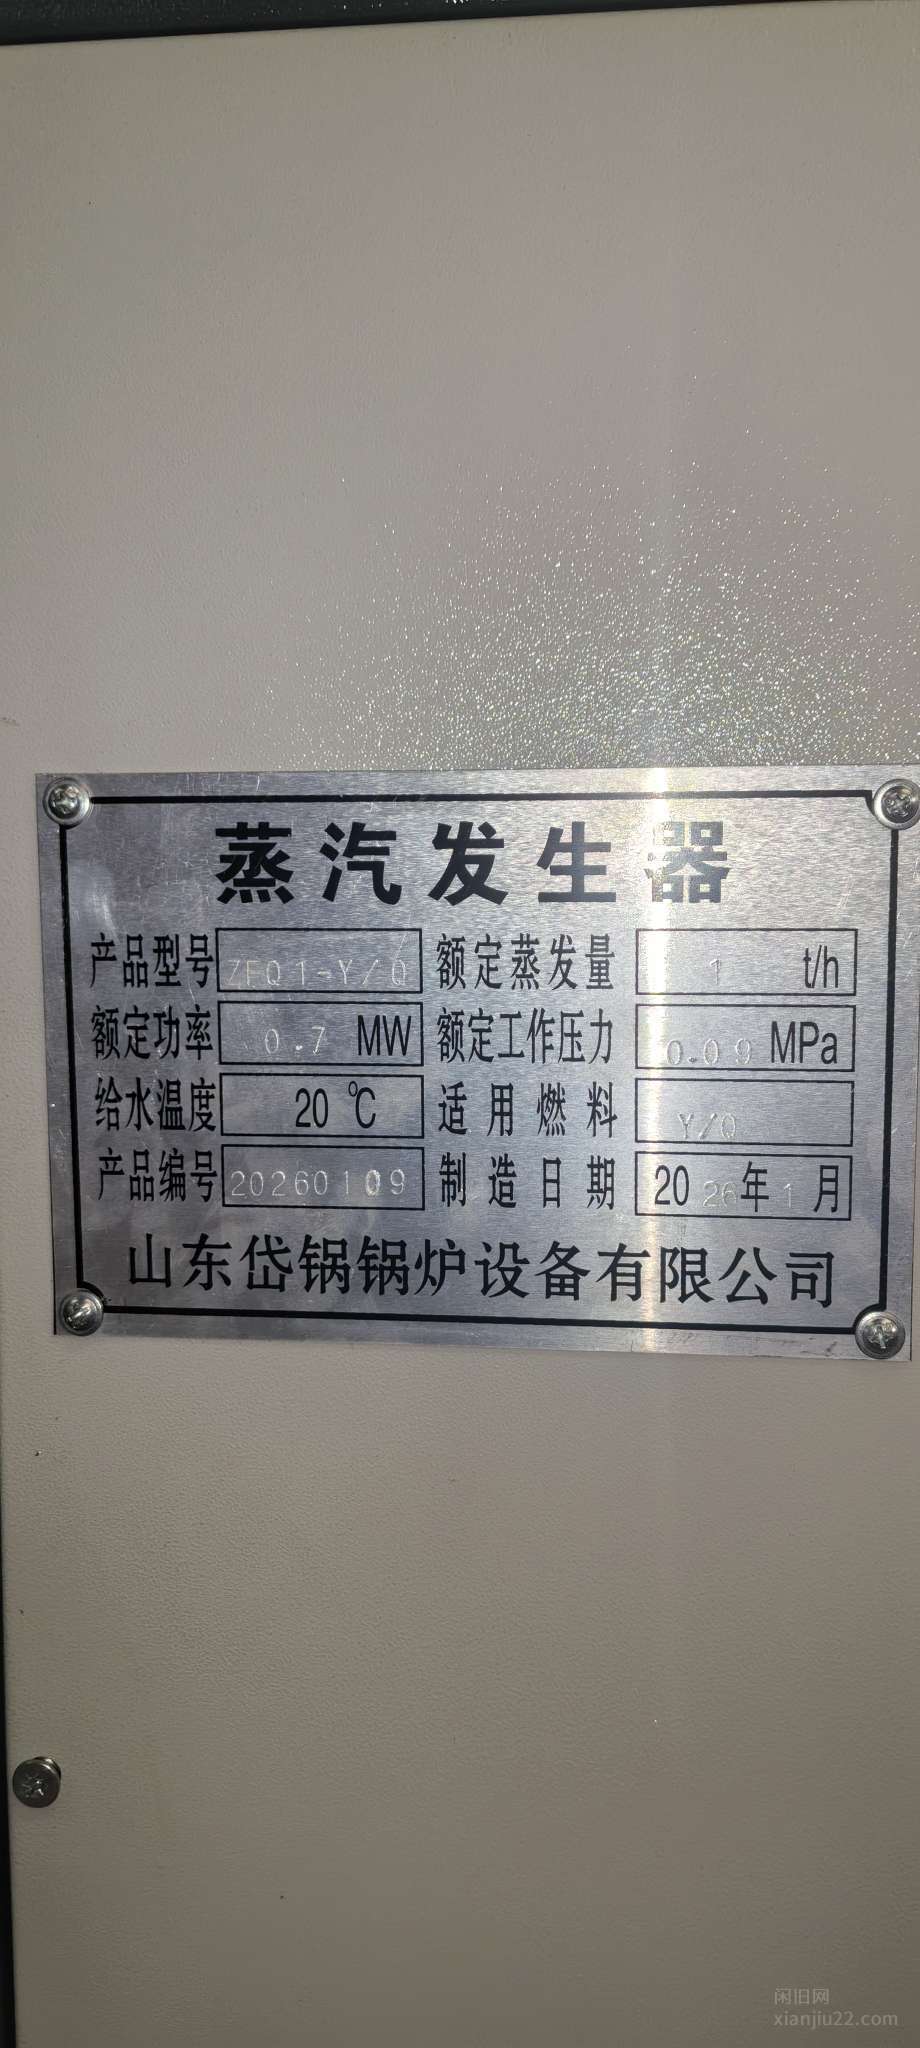 蒸汽发生器
产品型号 ZFQ1-Y/Q 额定蒸发量 1 t/h
额定功率 0.7 MW 额定工作压力 0.09 MPa
给水温度 20 ℃ 适用燃料 Y/Q
产品编号 20260109 制造日期 2026年1月
山东岱锅锅炉设备有限公司
闲旧网
xianjiu22.com